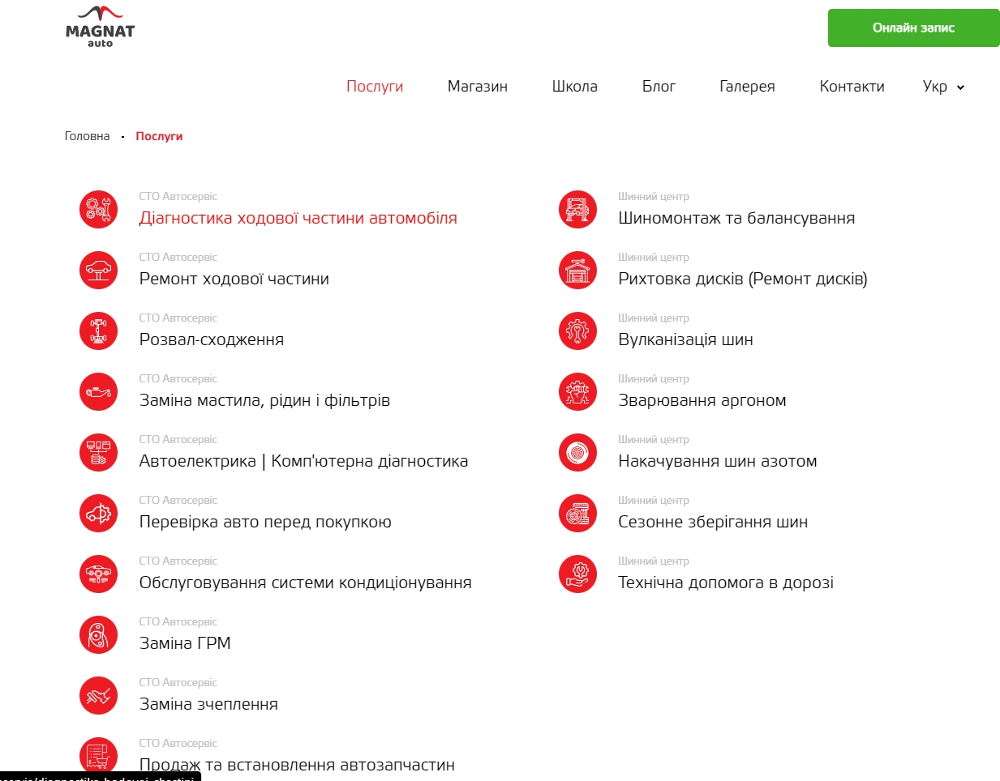 MAGNAT
auto
Онлайн запис
Послуги Магазин Школа Блог Галерея Контакти Укр
Головна • Послуги
СТО Автосервіс
Діагностика ходової частини автомобіля
СТО Автосервіс
Ремонт ходової частини
СТО Автосервіс
Розвал-сходження
СТО Автосервіс
Заміна мастила, рідин і фільтрів
СТО Автосервіс
Автоелектрика | Комп'ютерна діагностика
СТО Автосервіс
Перевірка авто перед покупкою
СТО Автосервіс
Обслуговування системи кондиціонування
СТО Автосервіс
Заміна ГРМ
СТО Автосервіс
Заміна зчеплення
СТО Автосервіс
Продаж та встановлення автозапчастин
Шинний центр
Шиномонтаж та балансування
Шинний центр
Рихтовка дисків (Ремонт дисків)
Шинний центр
Вулканізація шин
Шинний центр
Зварювання аргоном
Шинний центр
Накачування шин азотом
Шинний центр
Сезонне зберігання шин
Шинний центр
Технічна допомога в дорозі